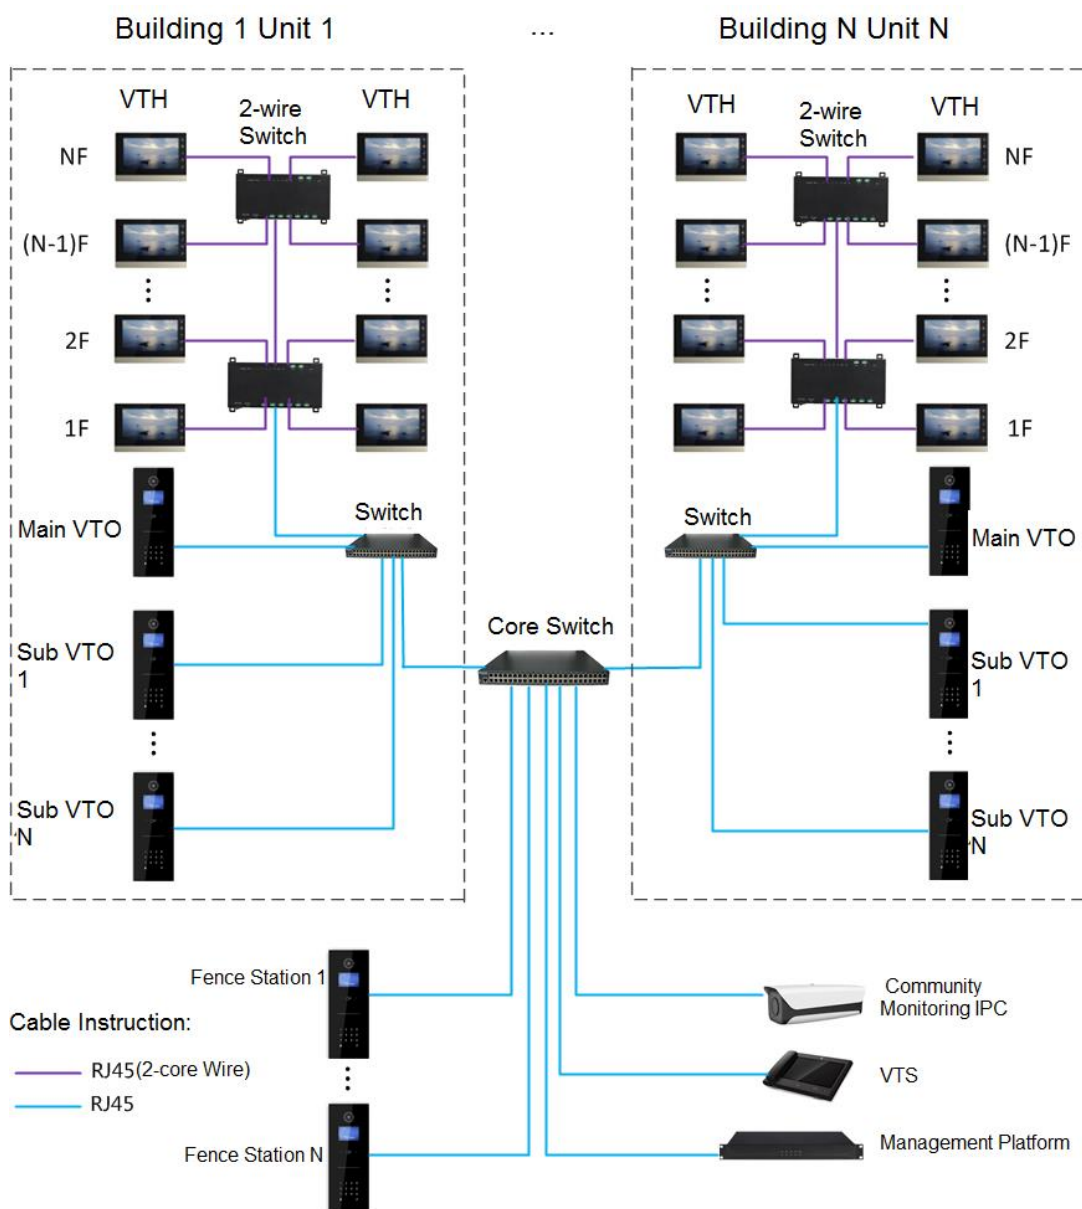 Building 1 Unit 1
...
Building N Unit N
VTH
2-wire
Switch
VTH
NF
(N-1)F
2F
1F
Main VTO
Switch
Sub VTO
1
Sub VTO
N
VTH
2-wire
Switch
VTH
NF
(N-1)F
2F
1F
Switch
Main VTO
Sub VTO
1
Sub VTO
N
Core Switch
Fence Station 1
Fence Station N
Cable Instruction:
RJ45(2-core Wire)
RJ45
Community
Monitoring IPC
VTS
Management Platform